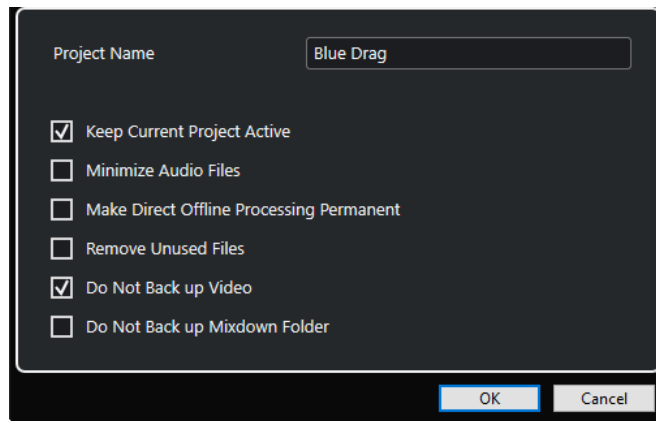 Project Name
Blue Drag
Keep Current Project Active
Minimize Audio Files
Make Direct Offline Processing Permanent
Remove Unused Files
Do Not Back up Video
Do Not Back up Mixdown Folder
OK
Cancel